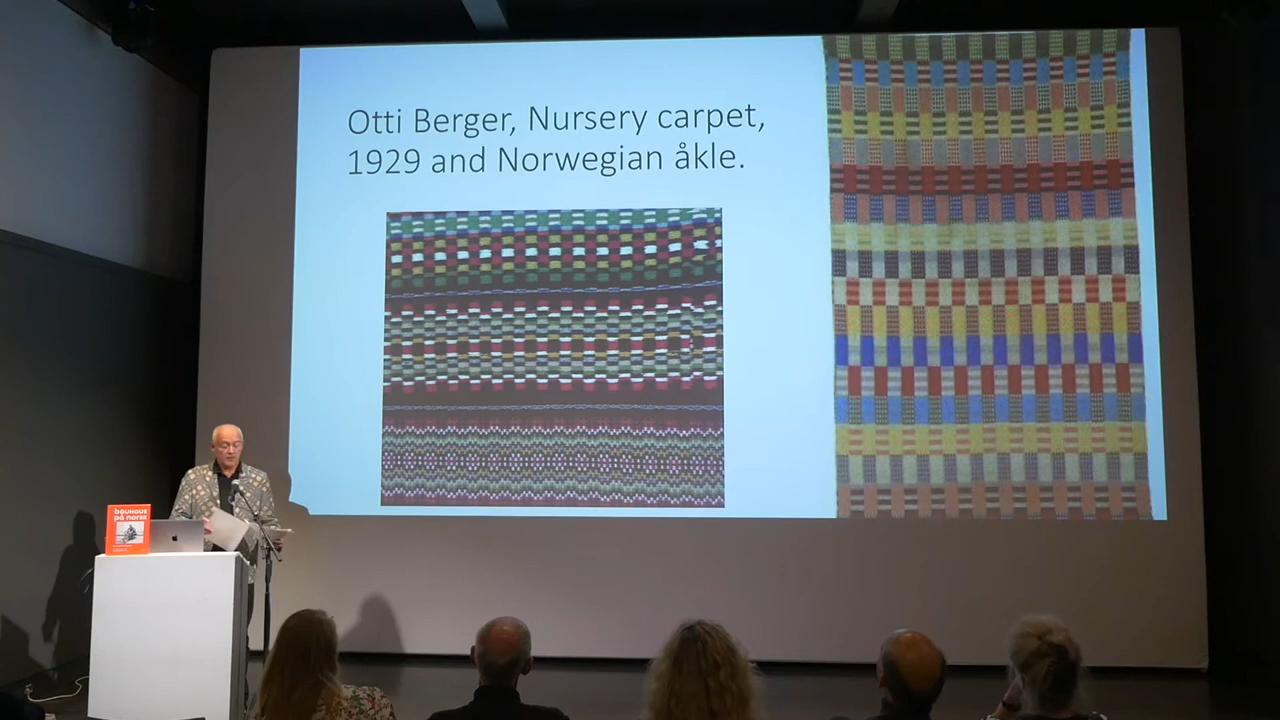 Otti Berger, Nursery carpet,
1929 and Norwegian åkle.
bauhaus
på norsk